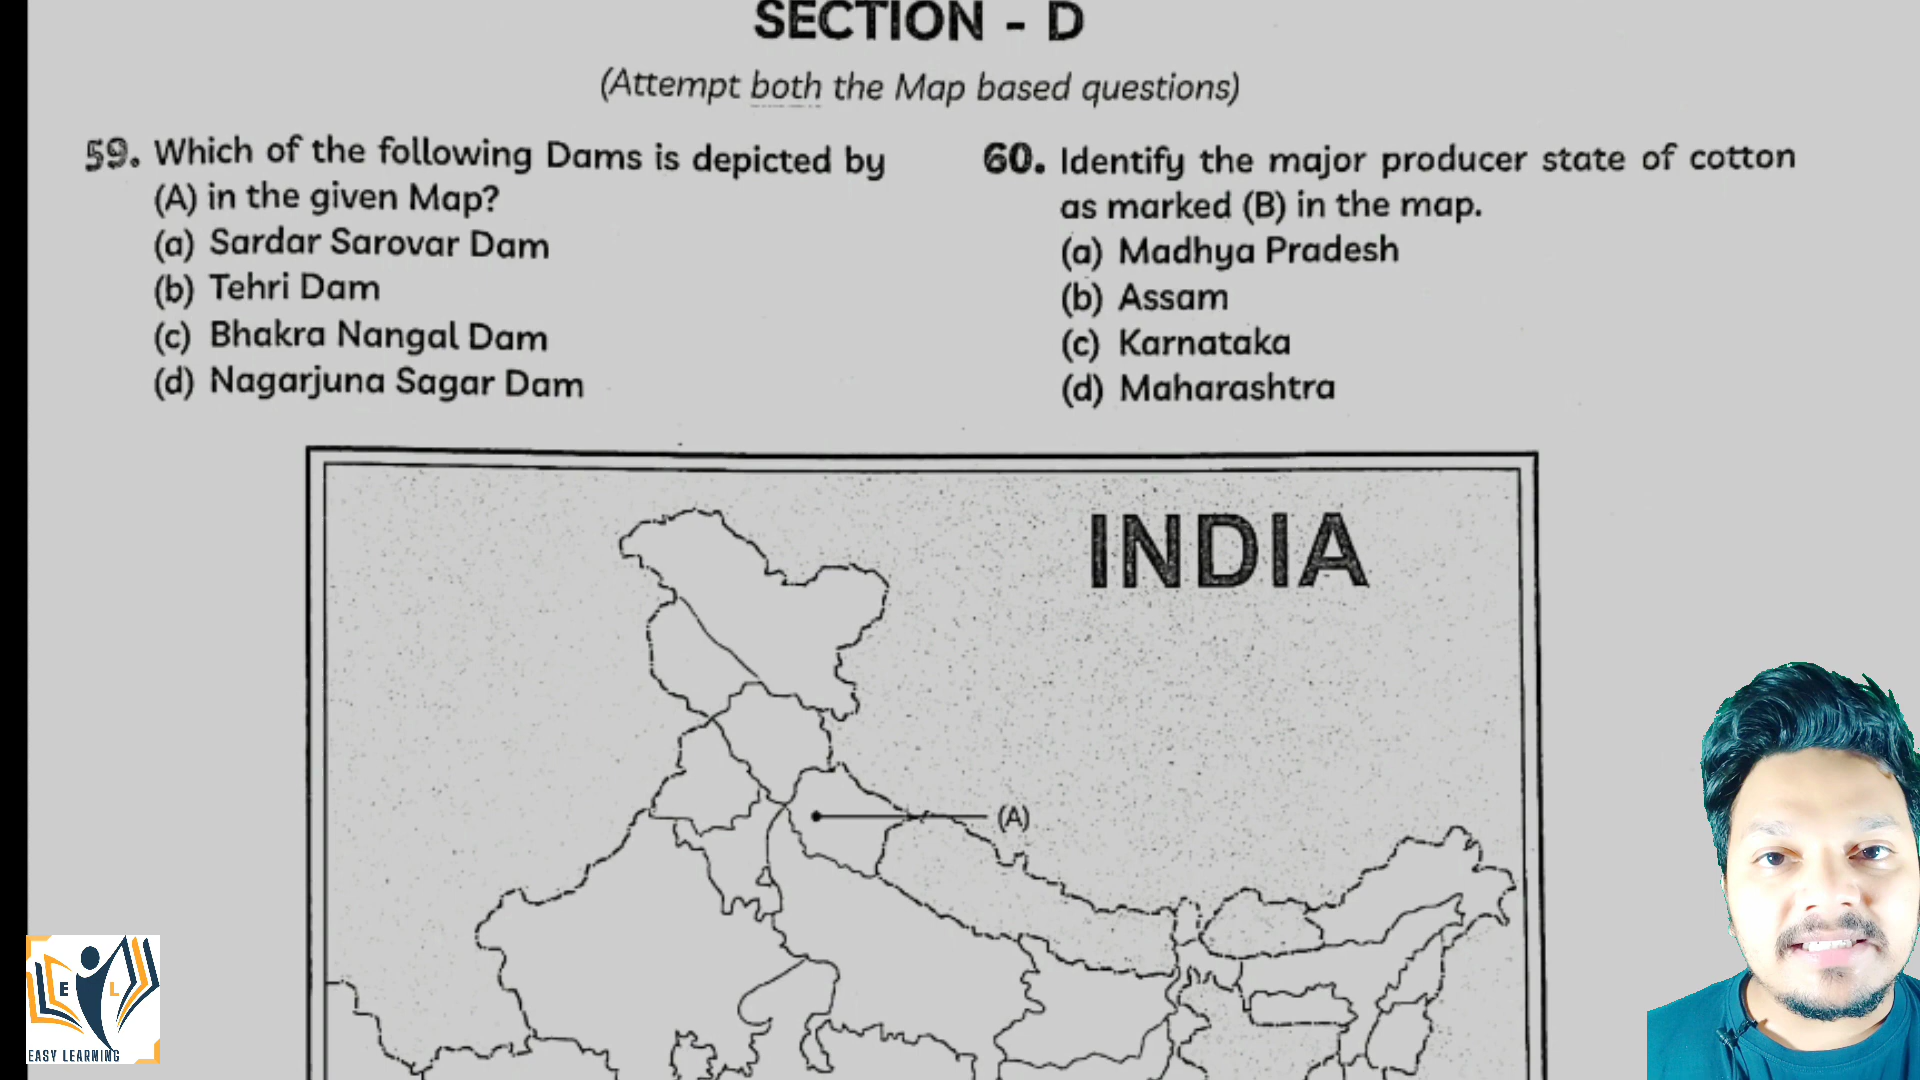 SECTION - D
(Attempt both the Map based questions)
59. Which of the following Dams is depicted by
(A) in the given Map?
(a) Sardar Sarovar Dam
(b) Tehri Dam
(c) Bhakra Nangal Dam
(d) Nagarjuna Sagar Dam
60. Identify the major producer state of cotton
as marked (B) in the map.
(a) Madhya Pradesh
(b) Assam
(c) Karnataka
(d) Maharashtra
INDIA
(A)
E L
EASY LEARNING